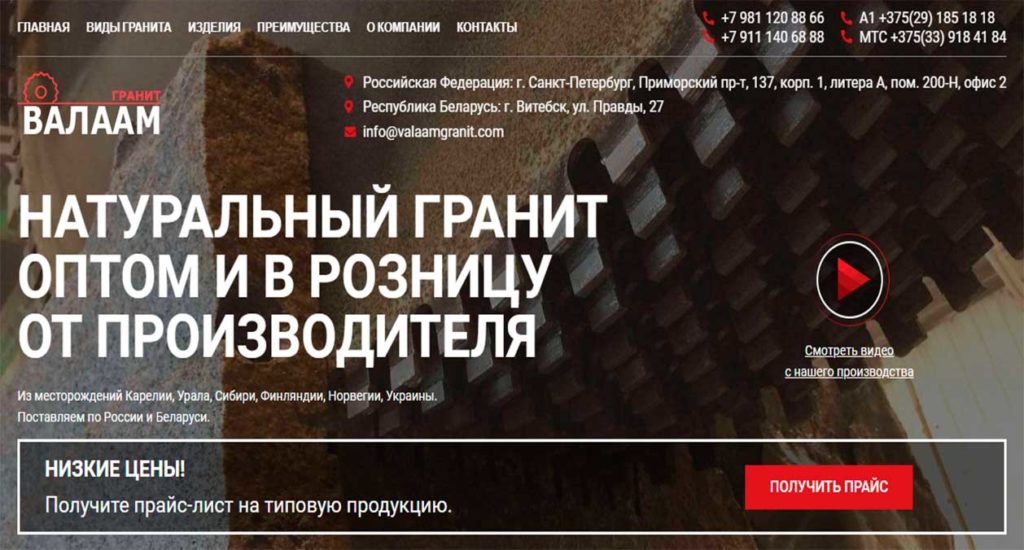 ГЛАВНАЯ ВИДЫ ГРАНИТА ИЗДЕЛИЯ ПРЕИМУЩЕСТВА О КОМПАНИИ КОНТАКТЫ
+7 981 120 88 66 А1 +375(29) 185 18 18
+7 911 140 68 88 МТС +375(33) 918 41 84
ГРАНИТ
ВАЛААМ
Российская Федерация: г. Санкт-Петербург, Приморский пр-т, 137, корп. 1, литера А, пом. 200-Н, офис 2
Республика Беларусь: г. Витебск, ул. Правды, 27
info@valaamgranit.com
НАТУРАЛЬНЫЙ ГРАНИТ
ОПТОМ И В РОЗНИЦУ
ОТ ПРОИЗВОДИТЕЛЯ
Смотреть видео
с нашего производства
Из месторождений Карелии, Урала, Сибири, Финляндии, Норвегии, Украины.
Поставляем по России и Беларуси.
НИЗКИЕ ЦЕНЫ!
Получите прайс-лист на типовую продукцию.
ПОЛУЧИТЬ ПРАЙС